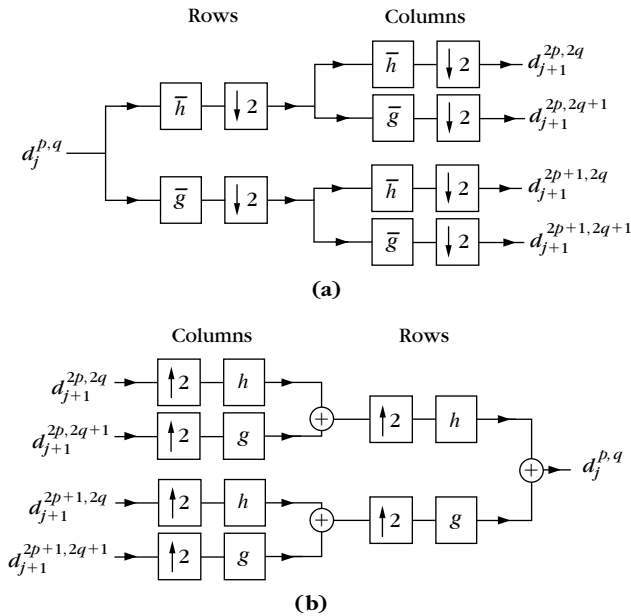 Rows Columns
h̄ ↓2 h̄ ↓2 d_{j+1}^{2p,2q}
ḡ ↓2 d_{j+1}^{2p,2q+1}
d_j^{p,q}
ḡ ↓2 h̄ ↓2 d_{j+1}^{2p+1,2q}
ḡ ↓2 d_{j+1}^{2p+1,2q+1}
(a)
Columns Rows
d_{j+1}^{2p,2q} ↑2 h
+ ↑2 h
d_{j+1}^{2p,2q+1} ↑2 g
+ d_j^{p,q}
d_{j+1}^{2p+1,2q} ↑2 h
+ ↑2 g
d_{j+1}^{2p+1,2q+1} ↑2 g
(b)